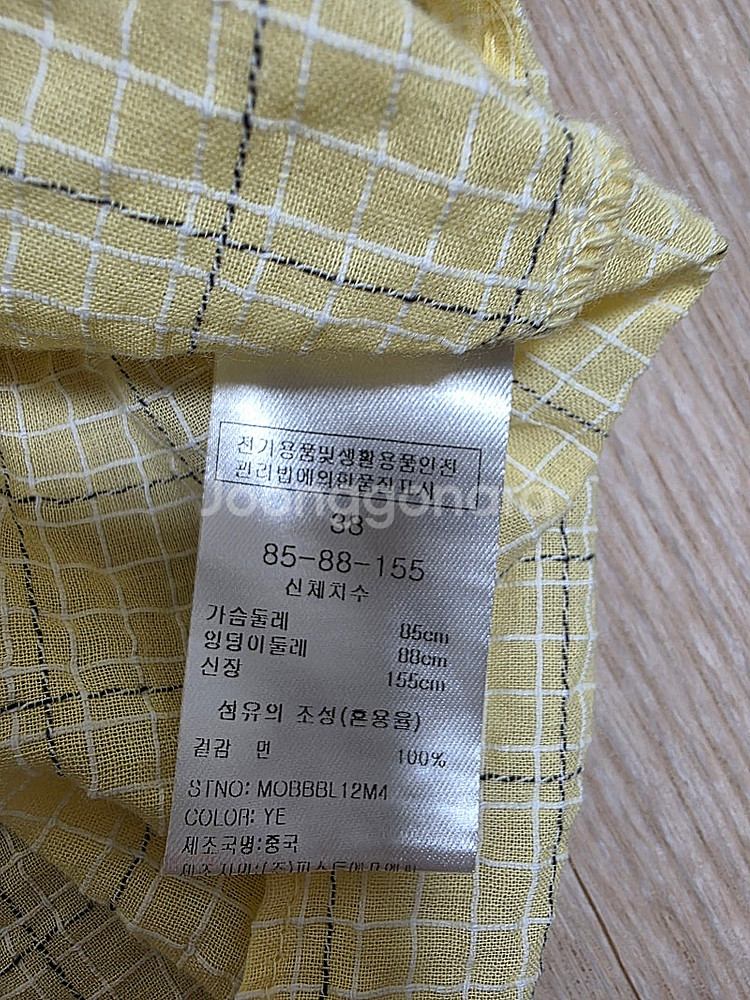 전기용품및생활용품안전
관리법에의한품질표시
Joonggonara
38
85-88-155
신체치수
가슴둘레 85cm
엉덩이둘레 88cm
신장 155cm
섬유의 조성(혼용율)
겉감 면 100%
STNO: MOBBBL12M4
COLOR: YE
제조국명:중국